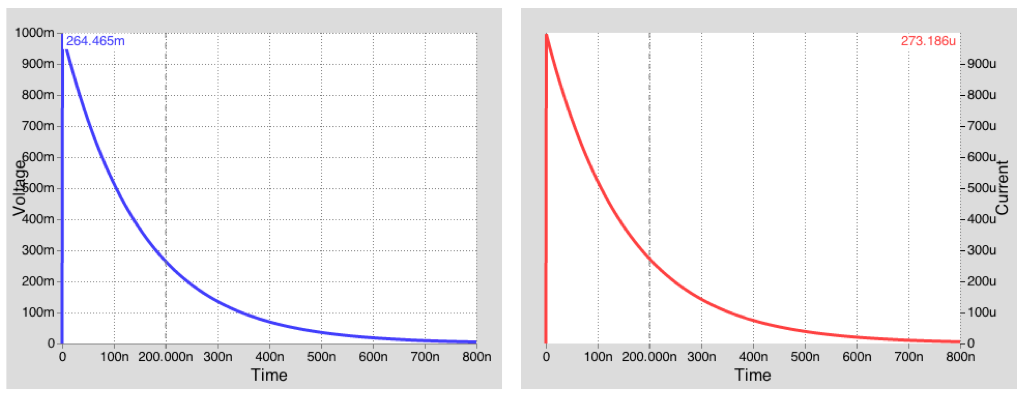 264.465m
1000m
900m
800m
700m
600m
500m
400m
300m
200m
100m
0
Voltage
0 100n 200.000n 300n 400n 500n 600n 700n 800n
Time
273.186u
900u
800u
700u
600u
500u
400u
300u
200u
100u
0
Current
0 100n 200.000n 300n 400n 500n 600n 700n 800n
Time